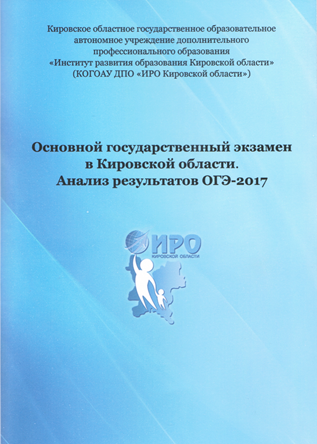 Кировское областное государственное образовательное
автономное учреждение дополнительного
профессионального образования
«Институт развития образования Кировской области»
(КОГОАУ ДПО «ИРО Кировской области»)
Основной государственный экзамен
в Кировской области.
Анализ результатов ОГЭ-2017
ИРО
КИРОВСКОЙ ОБЛАСТИ